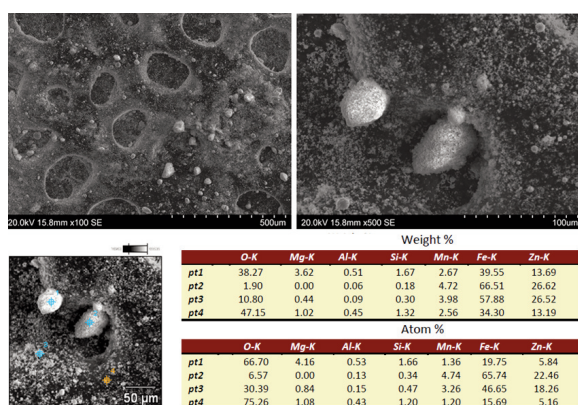 20.0kV 15.8mm x100 SE 500um
20.0kV 15.8mm x500 SE 100um
Weight %
O-K Mg-K Al-K Si-K Mn-K Fe-K Zn-K
pt1 38.27 3.62 0.51 1.67 2.67 39.55 13.69
pt2 1.90 0.00 0.06 0.18 4.72 66.51 26.62
pt3 10.80 0.44 0.09 0.30 3.98 57.88 26.52
pt4 47.15 1.02 0.45 1.32 2.56 34.30 13.19
50 μm
Atom %
O-K Mg-K Al-K Si-K Mn-K Fe-K Zn-K
pt1 66.70 4.16 0.53 1.66 1.36 19.75 5.84
pt2 6.57 0.00 0.15 0.34 4.74 65.74 22.46
pt3 30.39 0.84 0.15 0.47 3.26 46.65 18.26
pt4 75.26 1.08 0.43 1.20 1.20 15.69 5.16